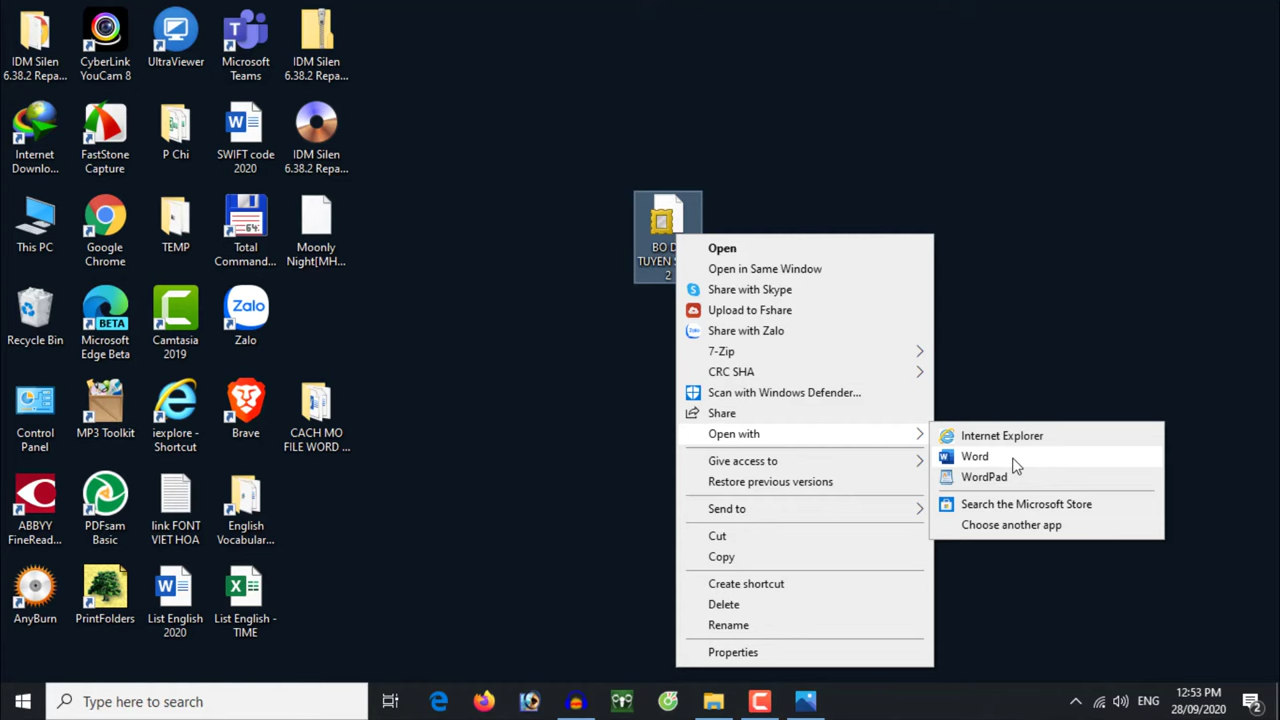 IDM Silen
6.38.2 Repa...
CyberLink
YouCam 8
UltraViewer
Microsoft
Teams
IDM Silen
6.38.2 Repa...
Internet
Downlo...
FastStone
Capture
P Chi
SWIFT code
2020
IDM Silen
6.38.2 Repa...
This PC
Google
Chrome
TEMP
64
Total
Command...
Moonly
Night[MH...
Recycle Bin
BETA
Microsoft
Edge Beta
Camtasia
2019
Zalo
Zalo
Control
Panel
MP3 Toolkit
iexplore -
Shortcut
Brave
CACH MO
FILE WORD ...
ABBYY
FineRead...
PDFsam
Basic
link FONT
VIET HOA
English
Vocabular...
AnyBurn
PrintFolders
List English
2020
List English -
TIME
BO D
TUYEN S
2
Open
Open in Same Window
Share with Skype
Upload to Fshare
Zalo
Share with Zalo
7-Zip
CRC SHA
Scan with Windows Defender...
Share
Open with
Give access to
Restore previous versions
Send to
Cut
Copy
Create shortcut
Delete
Rename
Properties
Internet Explorer
Word
WordPad
Search the Microsoft Store
Choose another app
Type here to search
ENG
12:53 PM
28/09/2020
2